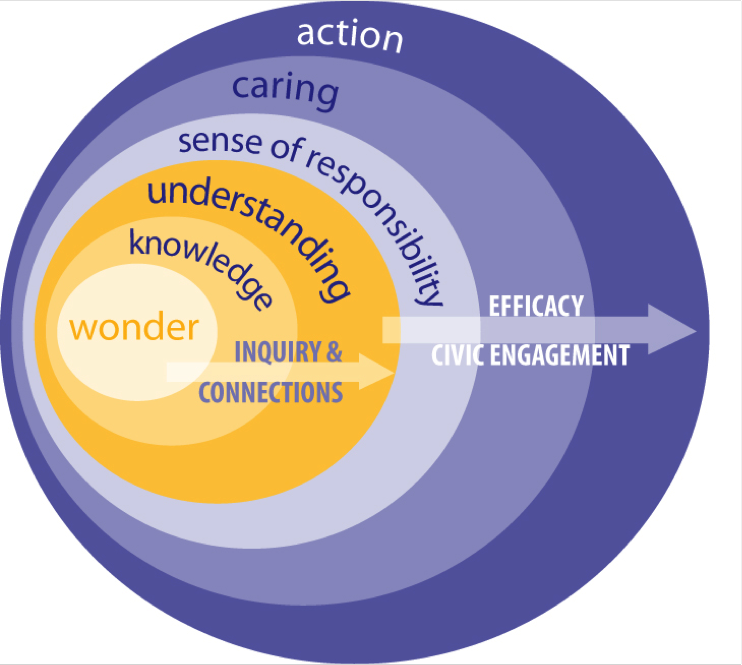 action
caring
sense of responsibility
understanding
knowledge
wonder
EFFICACY
CIVIC ENGAGEMENT
INQUIRY &
CONNECTIONS